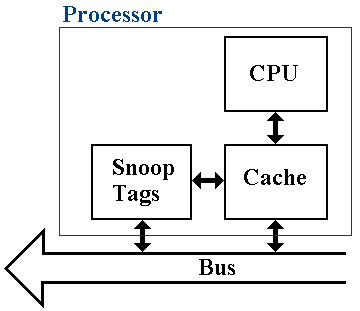 Processor
CPU
Snoop
Tags
Cache
Bus